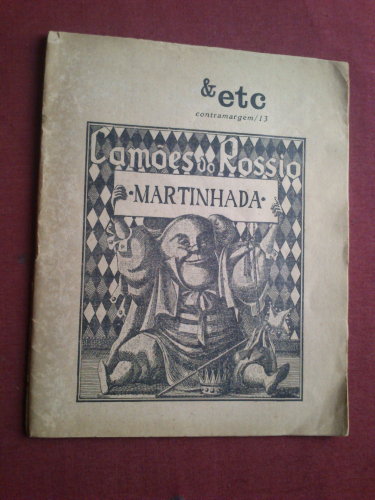 & etc
contramargem/13
Camões do Rossio
·MARTINHADA·